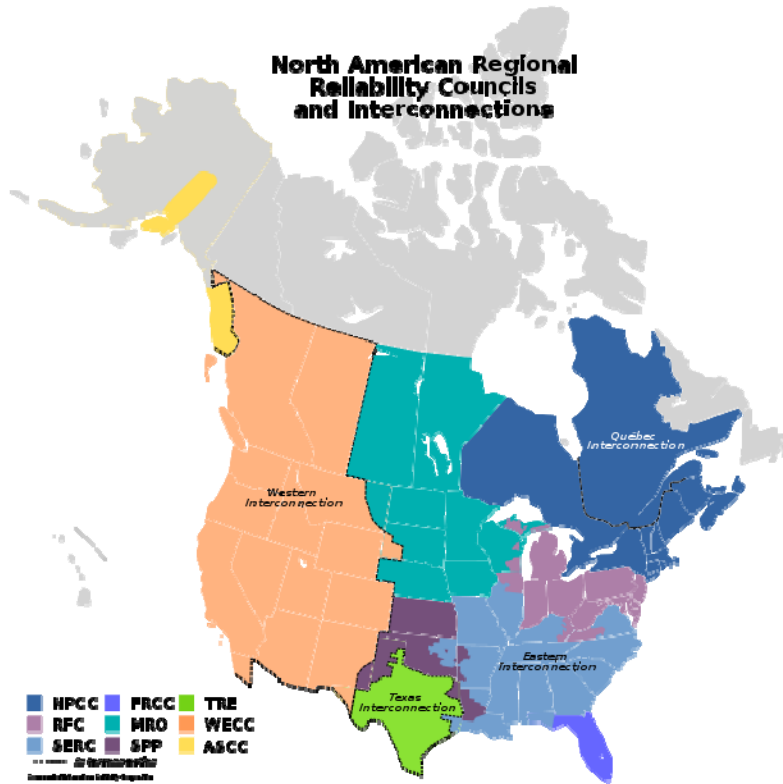 North American Regional
Reliability Councils
and Interconnections
Québec
Interconnection
Western
Interconnection
Eastern
Interconnection
Texas
Interconnection
NPCC FRCC TRE
RFC MRO WECC
SERC SPP ASCC